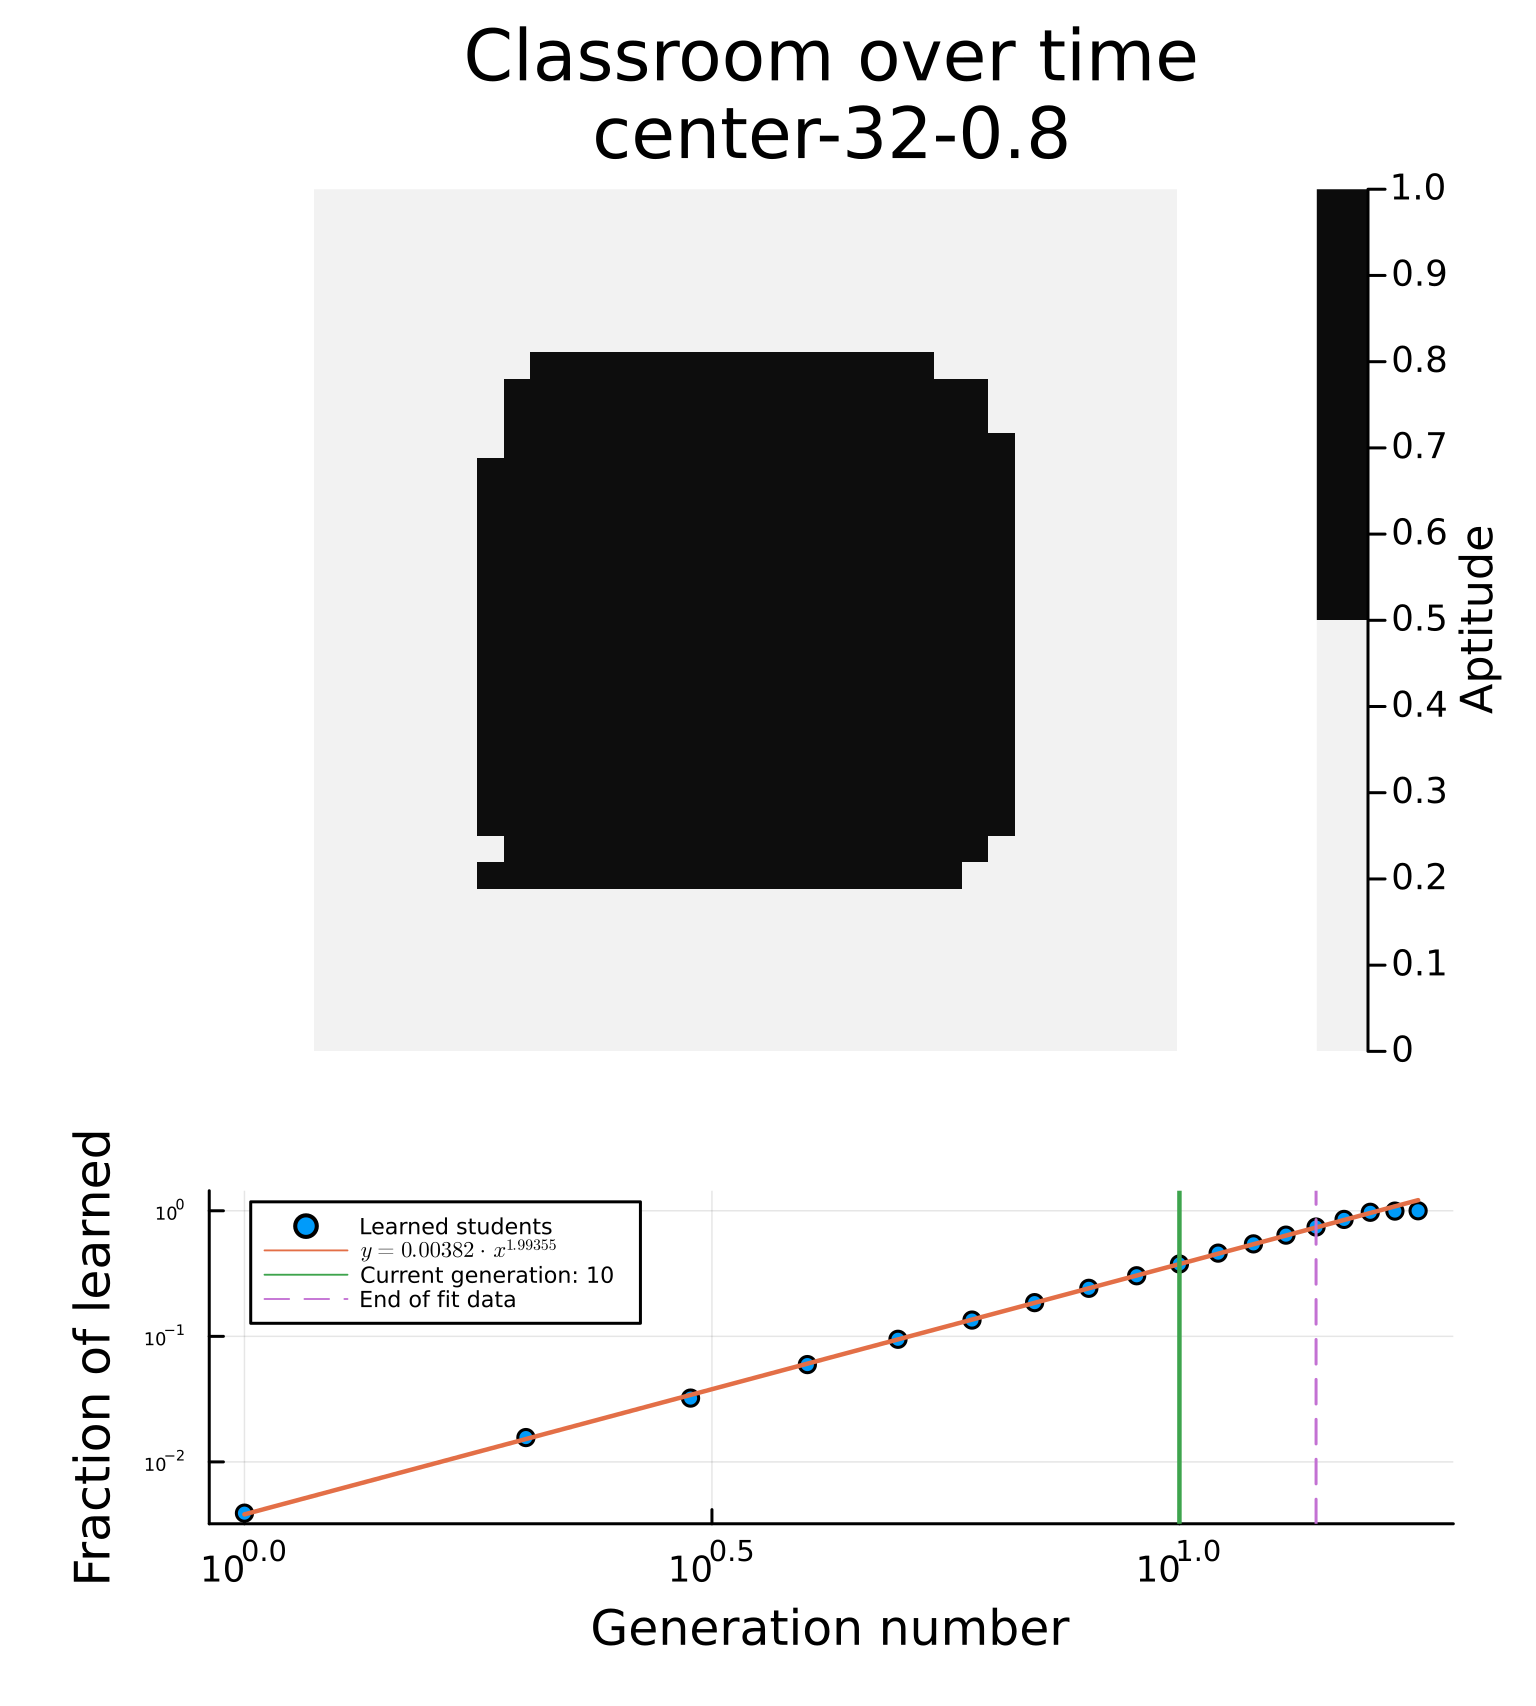 Classroom over time
center-32-0.8
1.0
0.9
0.8
0.7
0.6
0.5
0.4
0.3
0.2
0.1
0
Aptitude
Fraction of learned
10⁰
10⁻¹
10⁻²
Learned students
y = 0.00382 · x^1.99355
Current generation: 10
End of fit data
10^0.0
10^0.5
10^1.0
Generation number